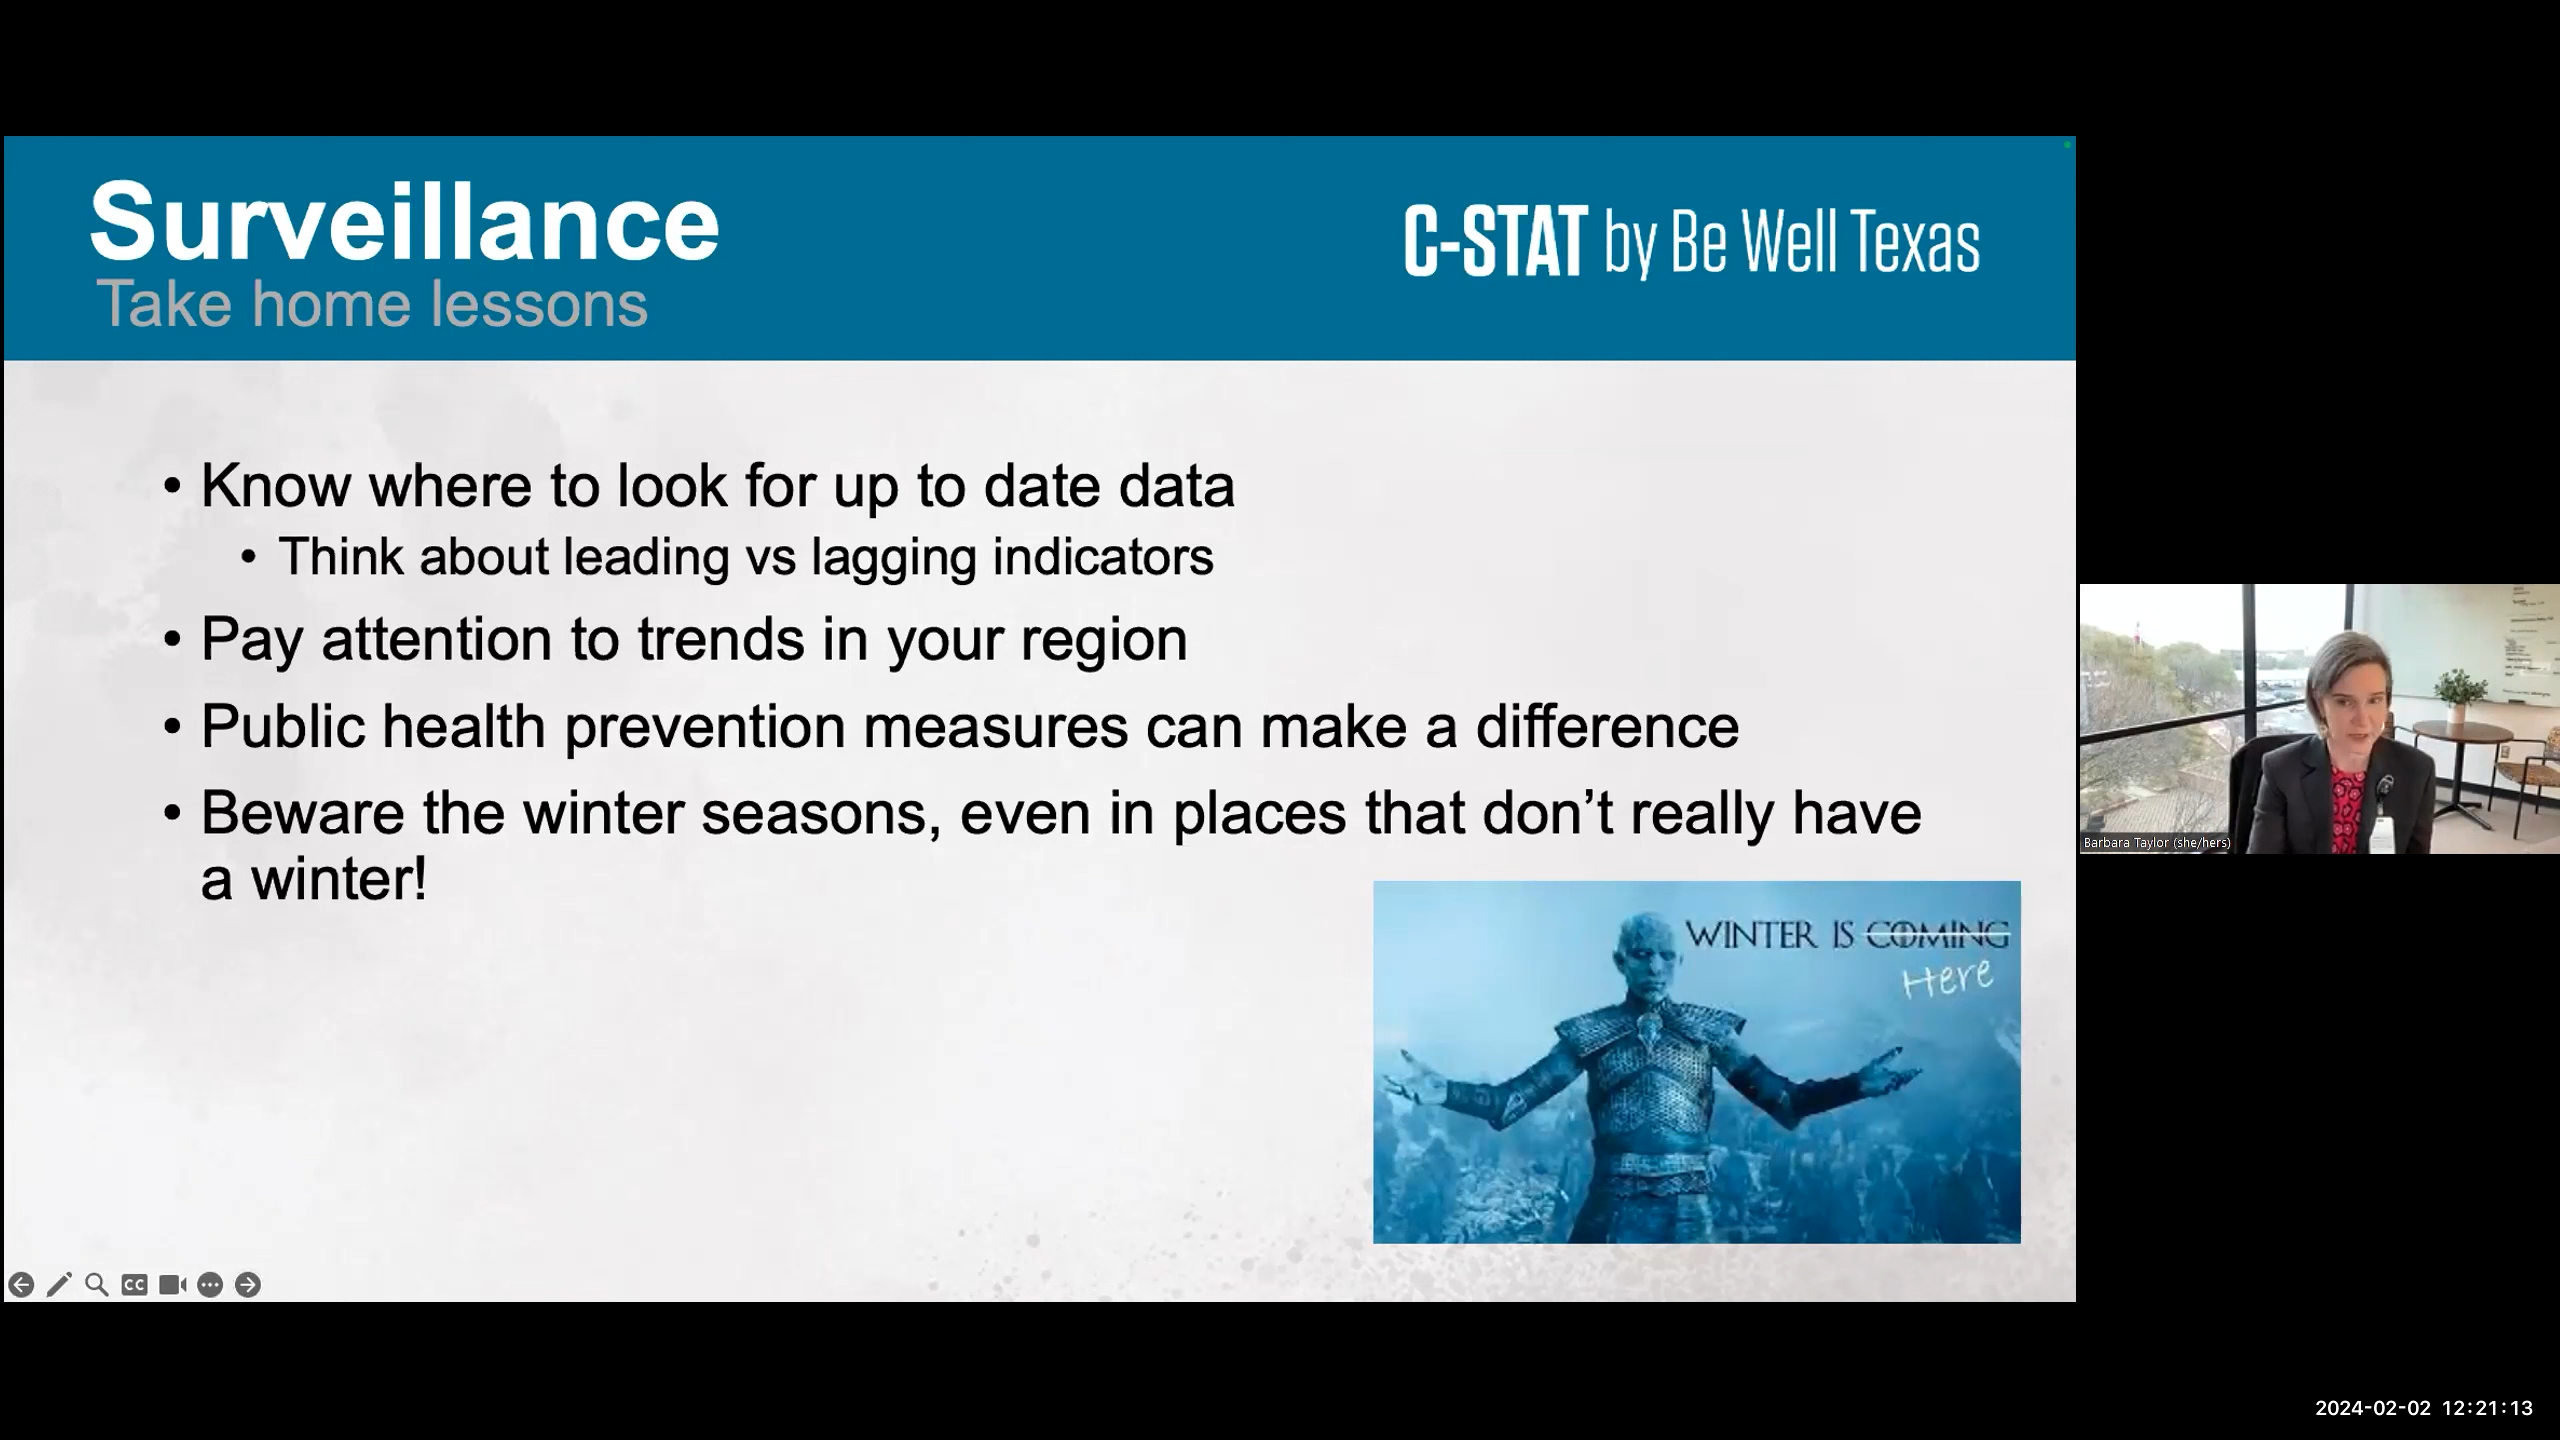 Surveillance
Take home lessons
C-STAT by Be Well Texas
• Know where to look for up to date data
• Think about leading vs lagging indicators
• Pay attention to trends in your region
• Public health prevention measures can make a difference
• Beware the winter seasons, even in places that don’t really have
a winter!
WINTER IS COMING
Here
CC
Barbara Taylor (she/hers)
2024-02-02 12:21:13